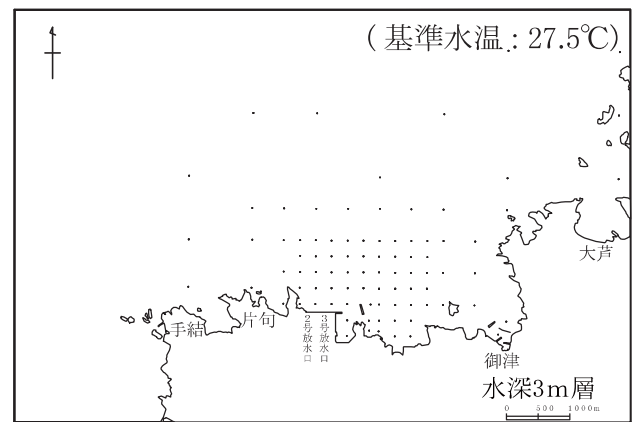 (基準水温:27.5℃)
大芦
手結
片句
2号放水口
3号放水口
御津
水深3m層
0 500 1000m